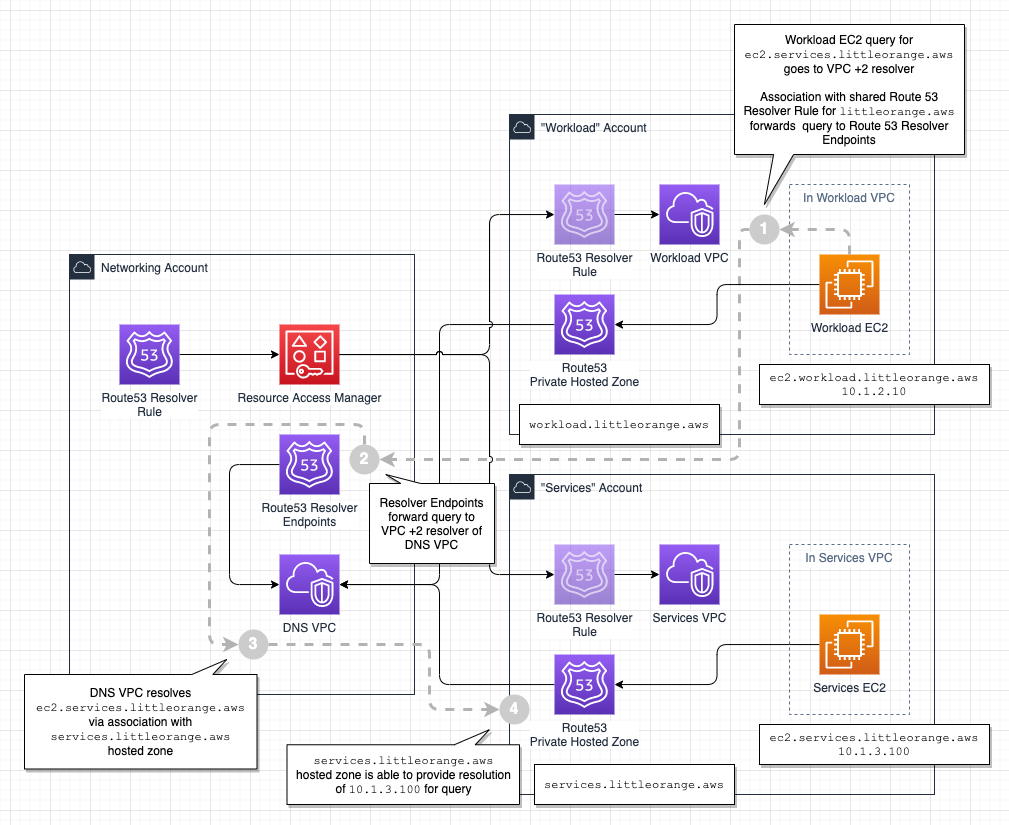 Workload EC2 query for
ec2.services.littleorange.aws
goes to VPC +2 resolver
Association with shared Route 53
Resolver Rule for littleorange.aws
forwards query to Route 53 Resolver
Endpoints
"Workload" Account
In Workload VPC
53
1
Route53 Resolver
Rule
Workload VPC
Networking Account
53
Workload EC2
53
Route53
Private Hosted Zone
Route53 Resolver
Rule
Resource Access Manager
ec2.workload.littleorange.aws
10.1.2.10
workload.littleorange.aws
53
2
"Services" Account
Route53 Resolver
Endpoints
Resolver Endpoints
forward query to
VPC +2 resolver of
DNS VPC
In Services VPC
53
DNS VPC
Route53 Resolver
Rule
Services VPC
3
53
Services EC2
4
DNS VPC resolves
ec2.services.littleorange.aws
via association with
services.littleorange.aws
hosted zone
Route53
Private Hosted Zone
ec2.services.littleorange.aws
10.1.3.100
services.littleorange.aws
hosted zone is able to provide resolution
of 10.1.3.100 for query
services.littleorange.aws